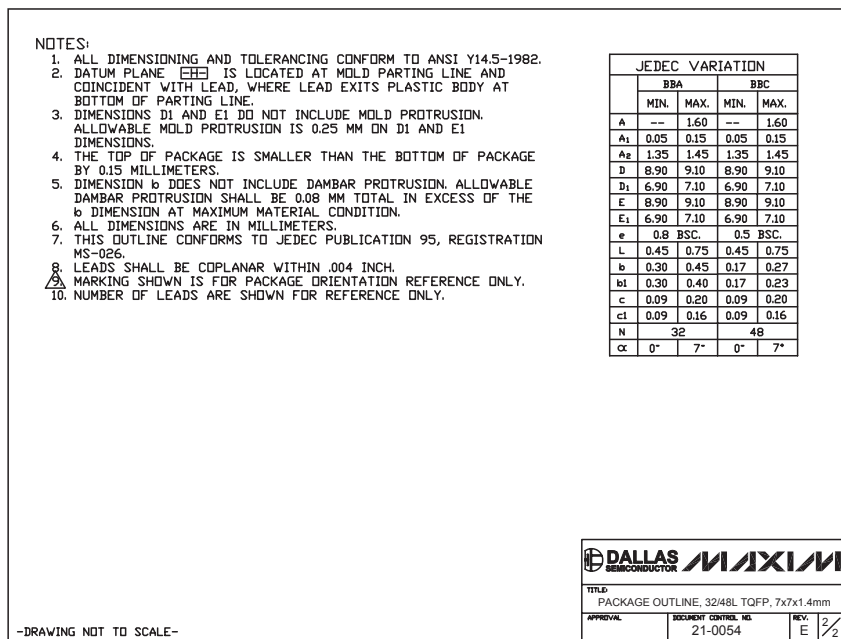 NOTES:
1. ALL DIMENSIONING AND TOLERANCING CONFORM TO ANSI Y14.5-1982.
2. DATUM PLANE -H- IS LOCATED AT MOLD PARTING LINE AND
COINCIDENT WITH LEAD, WHERE LEAD EXITS PLASTIC BODY AT
BOTTOM OF PARTING LINE.
3. DIMENSIONS D1 AND E1 DO NOT INCLUDE MOLD PROTRUSION.
ALLOWABLE MOLD PROTRUSION IS 0.25 MM ON D1 AND E1
DIMENSIONS.
4. THE TOP OF PACKAGE IS SMALLER THAN THE BOTTOM OF PACKAGE
BY 0.15 MILLIMETERS.
5. DIMENSION b DOES NOT INCLUDE DAMBAR PROTRUSION. ALLOWABLE
DAMBAR PROTRUSION SHALL BE 0.08 MM TOTAL IN EXCESS OF THE
b DIMENSION AT MAXIMUM MATERIAL CONDITION.
6. ALL DIMENSIONS ARE IN MILLIMETERS.
7. THIS OUTLINE CONFORMS TO JEDEC PUBLICATION 95, REGISTRATION
MS-026.
8. LEADS SHALL BE COPLANAR WITHIN .004 INCH.
9. MARKING SHOWN IS FOR PACKAGE ORIENTATION REFERENCE ONLY.
10. NUMBER OF LEADS ARE SHOWN FOR REFERENCE ONLY.
JEDEC VARIATION
BBA BBC
MIN. MAX. MIN. MAX.
A -- 1.60 -- 1.60
A1 0.05 0.15 0.05 0.15
A2 1.35 1.45 1.35 1.45
D 8.90 9.10 8.90 9.10
D1 6.90 7.10 6.90 7.10
E 8.90 9.10 8.90 9.10
E1 6.90 7.10 6.90 7.10
e 0.8 BSC. 0.5 BSC.
L 0.45 0.75 0.45 0.75
b 0.30 0.45 0.17 0.27
b1 0.30 0.40 0.17 0.23
c 0.09 0.20 0.09 0.20
c1 0.09 0.16 0.09 0.16
N 32 48
α 0° 7° 0° 7°
DALLAS SEMICONDUCTOR MAXIM
TITLE:
PACKAGE OUTLINE, 32/48L TQFP, 7x7x1.4mm
APPROVAL DOCUMENT CONTROL NO. REV.
21-0054 E 2/2
-DRAWING NOT TO SCALE-